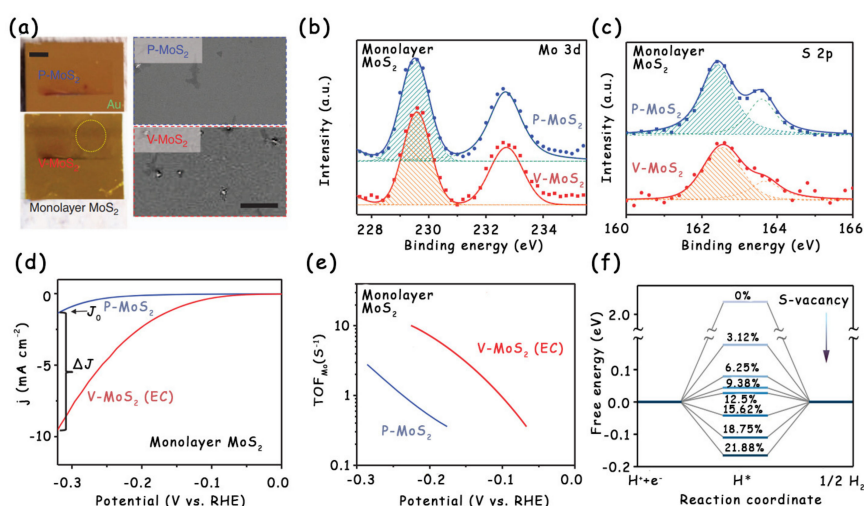 (a)
P-MoS₂
Au
V-MoS₂
Monolayer MoS₂
P-MoS₂
V-MoS₂
(b)
Monolayer
MoS₂
Mo 3d
P-MoS₂
V-MoS₂
Intensity (a.u.)
228 230 232 234
Binding energy (eV)
(c)
Monolayer
MoS₂
S 2p
P-MoS₂
V-MoS₂
Intensity (a.u.)
160 162 164 166
Binding energy (eV)
(d)
0
-5
-10
j (mA cm⁻²)
J₀
P-MoS₂
ΔJ
V-MoS₂ (EC)
Monolayer MoS₂
-0.3 -0.2 -0.1 0.0
Potential (V vs. RHE)
(e)
Monolayer
MoS₂
10
1
0.1
TOF_Mo(S⁻¹)
V-MoS₂ (EC)
P-MoS₂
-0.3 -0.2 -0.1 0.0
Potential (V vs. RHE)
(f)
S-vacancy
0%
3.12%
6.25%
9.38%
12.5%
15.62%
18.75%
21.88%
0.2
0.1
0.0
-0.1
-0.2
Free energy (eV)
H⁺+e⁻ H* 1/2 H₂
Reaction coordinate